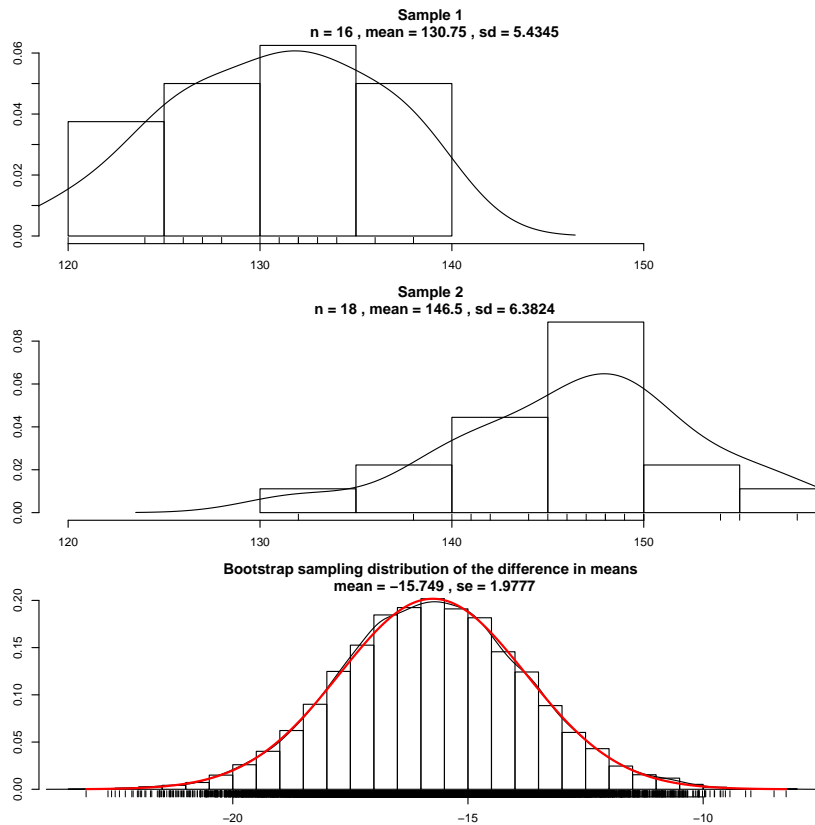 Sample 1
n = 16 , mean = 130.75 , sd = 5.4345
0.06
0.04
0.02
0.00
120 130 140 150
Sample 2
n = 18 , mean = 146.5 , sd = 6.3824
0.08
0.06
0.04
0.02
0.00
120 130 140 150
Bootstrap sampling distribution of the difference in means
mean = −15.749 , se = 1.9777
0.20
0.15
0.10
0.05
0.00
−20 −15 −10